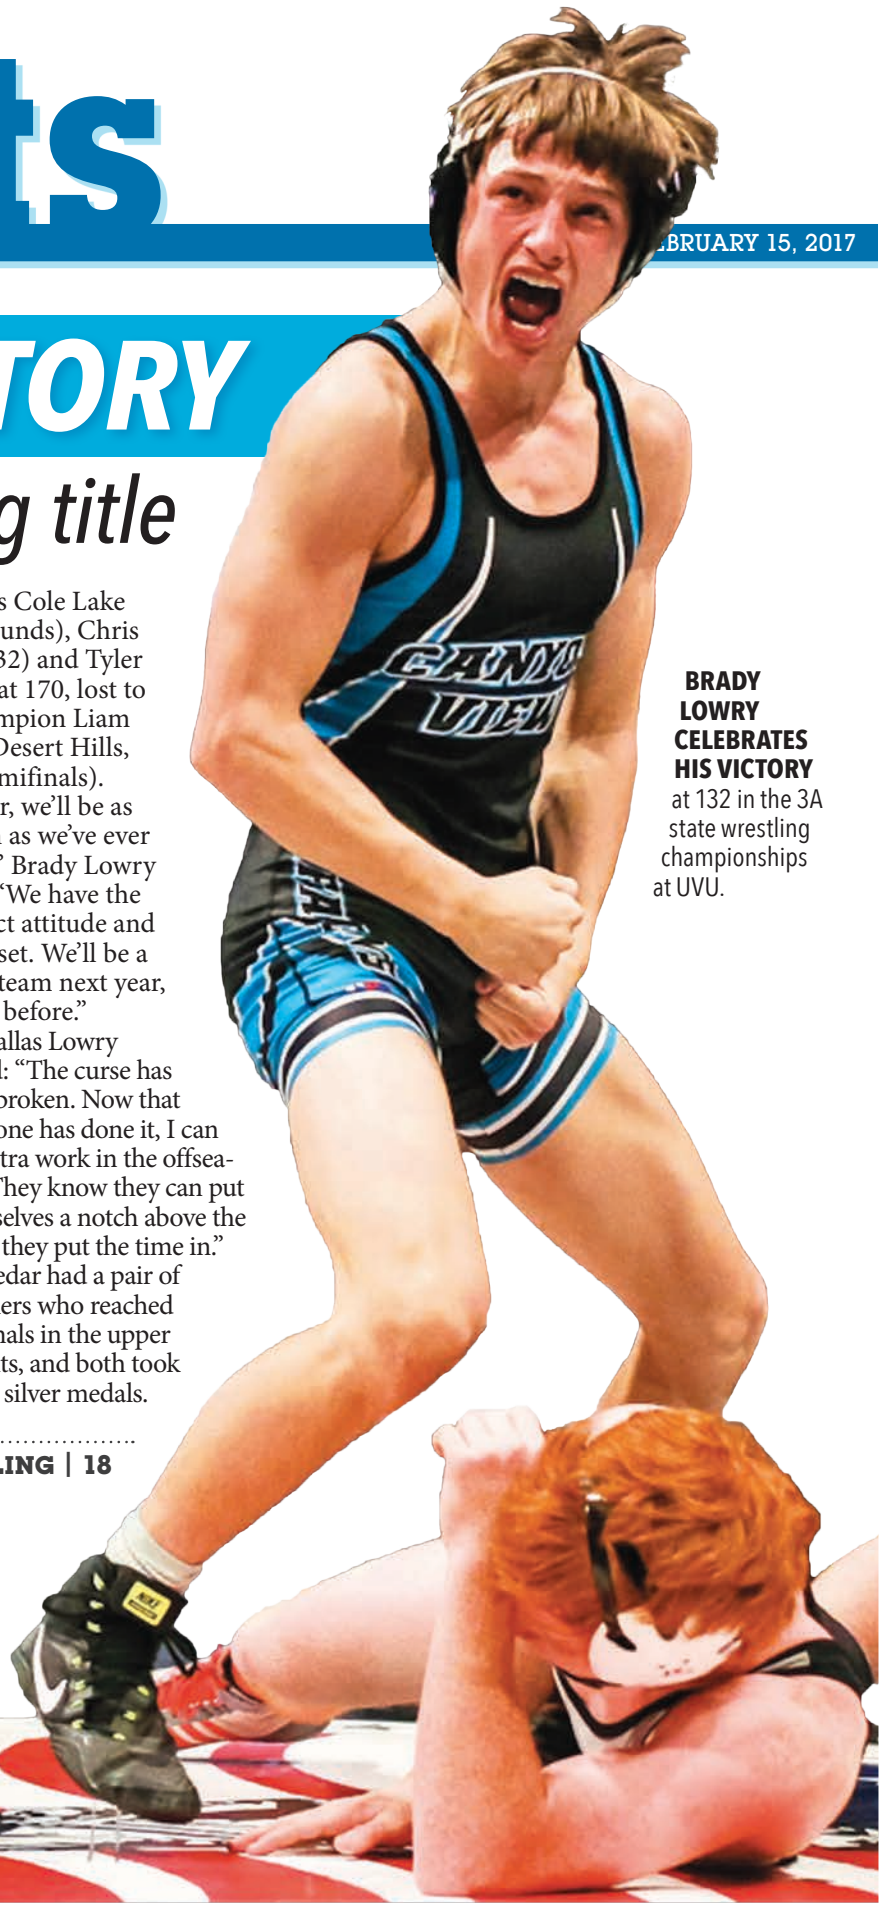 ts
EBRUARY 15, 2017
TORY
g title
s Cole Lake
unds), Chris
32) and Tyler
at 170, lost to
mpion Liam
Desert Hills,
mifinals).
r, we’ll be as
n as we’ve ever
” Brady Lowry
“We have the
ct attitude and
set. We’ll be a
team next year,
before.”
allas Lowry
d: “The curse has
broken. Now that
one has done it, I can
tra work in the offsea-
They know they can put
selves a notch above the
they put the time in.”
edar had a pair of
lers who reached
nals in the upper
ts, and both took
silver medals.
LING | 18
CANYO
VIEW
BRADY
LOWRY
CELEBRATES
HIS VICTORY
at 132 in the 3A
state wrestling
championships
at UVU.